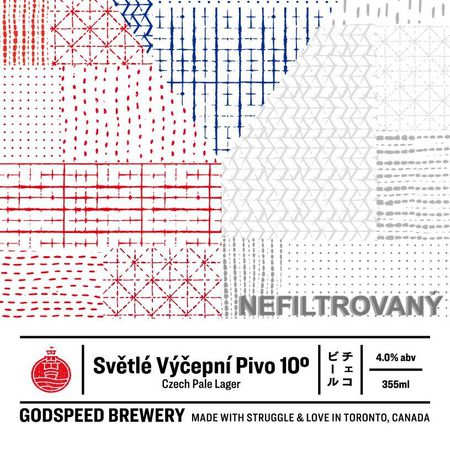 NEFILTROVANÝ
Světlé Výčepní Pivo 10º
Czech Pale Lager
チェコ
ビール
4.0% abv
355ml
GODSPEED BREWERY MADE WITH STRUGGLE & LOVE IN TORONTO, CANADA